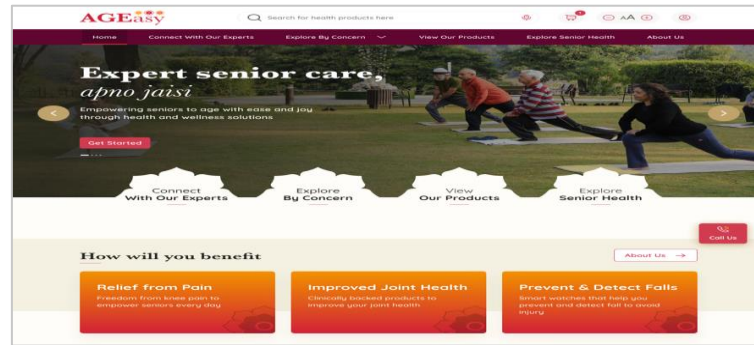 AGEasy
Search for health products here
AA
Home Connect With Our Experts Explore By Concern View Our Products Explore Senior Health About Us
Expert senior care,
apno jaisi
Empowering seniors to age with ease and joy
through health and wellness solutions
< >
Get Started
Connect
With Our Experts
Explore
By Concern
View
Our Products
Explore
Senior Health
Call Us
How will you benefit
About Us →
Relief from Pain
Freedom from knee pain to
empower seniors every day
Improved Joint Health
Clinically backed products to
improve your joint health
Prevent & Detect Falls
Smart watches that help you
prevent and detect fall to avoid
injury